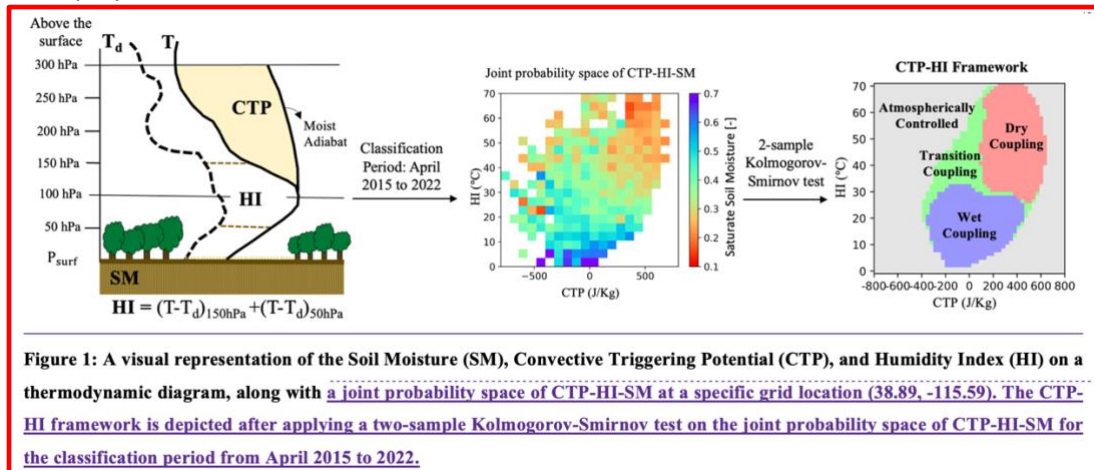 Above the
surface
T_d
T
300 hPa
250 hPa
200 hPa
150 hPa
100 hPa
50 hPa
P_surf
CTP
Moist
Adiabat
HI
SM
HI = (T-T_d)_150hPa +(T-T_d)_50hPa
Classification
Period: April
2015 to 2022
Joint probability space of CTP-HI-SM
70
60
50
40
30
20
10
0
HI (°C)
-500
0
500
CTP (J/Kg)
0.7
0.6
0.5
0.4
0.3
0.2
0.1
Saturate Soil Moisture [-]
2-sample
Kolmogorov-
Smirnov test
CTP-HI Framework
70
60
50
40
30
20
10
0
HI (°C)
Atmospherically
Controlled
Dry
Coupling
Transition
Coupling
Wet
Coupling
-800-600-400-200 0 200 400 600 800
CTP (J/Kg)
Figure 1: A visual representation of the Soil Moisture (SM), Convective Triggering Potential (CTP), and Humidity Index (HI) on a
thermodynamic diagram, along with a joint probability space of CTP-HI-SM at a specific grid location (38.89, -115.59). The CTP-
HI framework is depicted after applying a two-sample Kolmogorov-Smirnov test on the joint probability space of CTP-HI-SM for
the classification period from April 2015 to 2022.